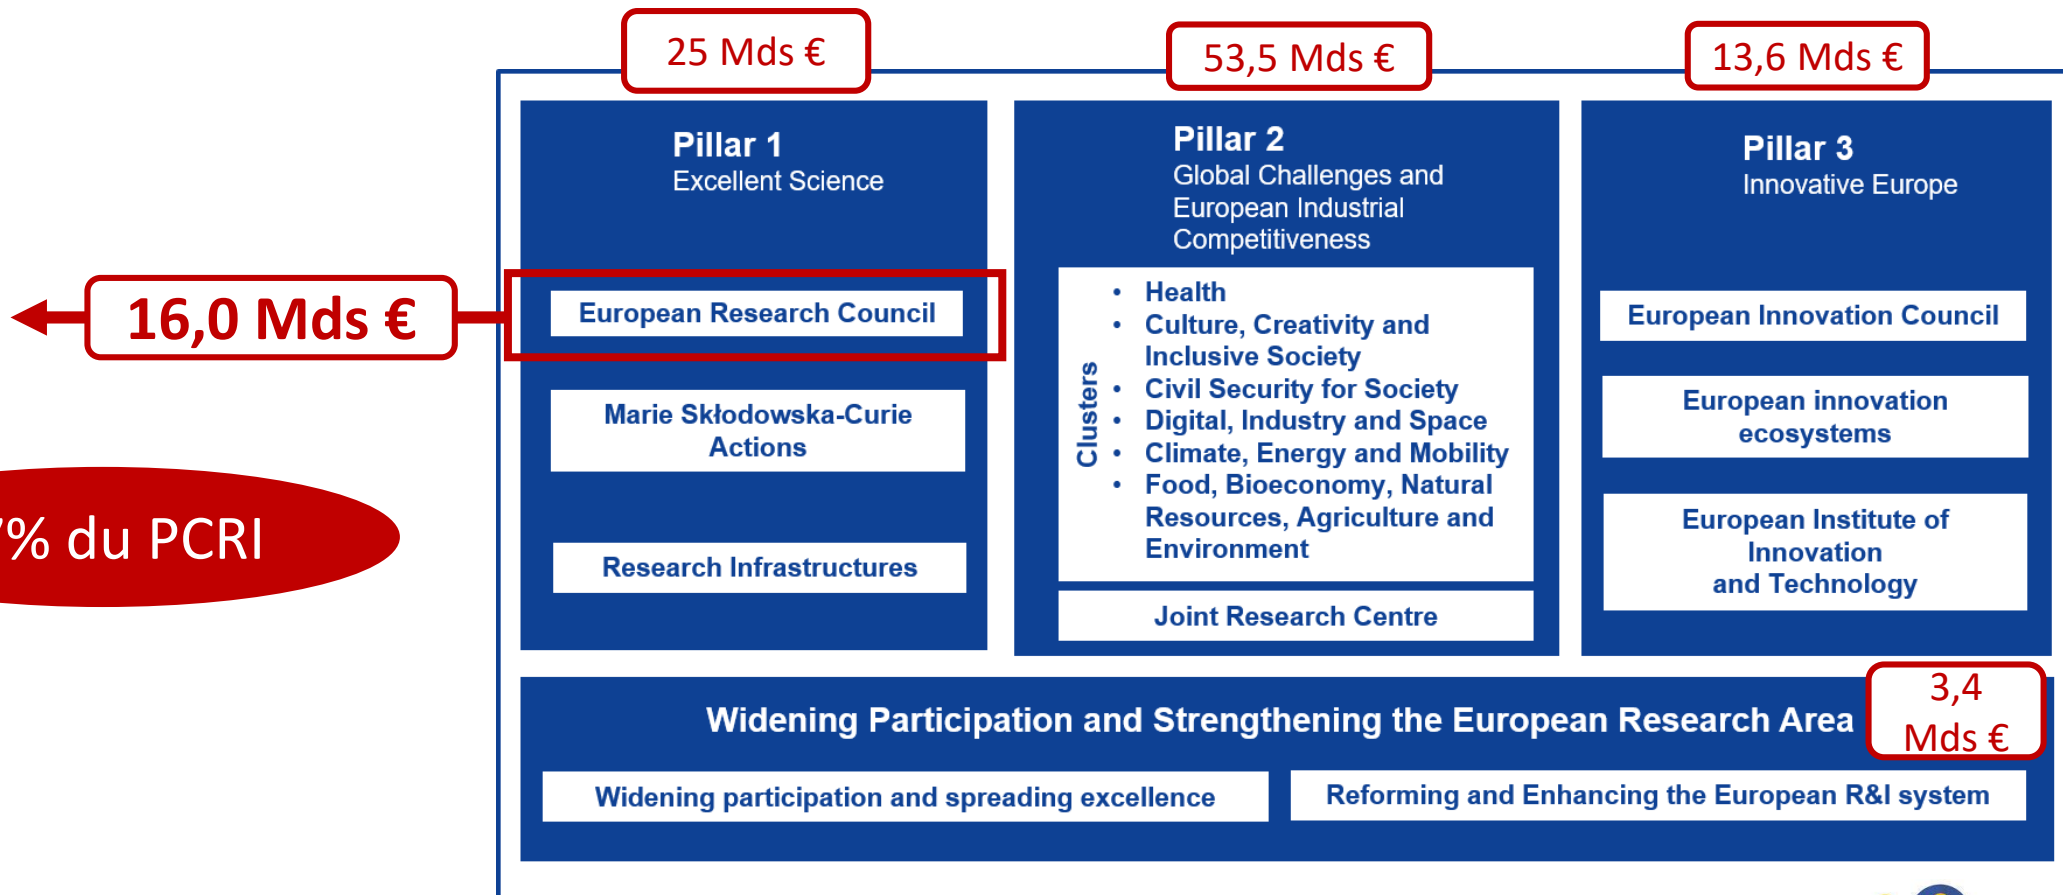 25 Mds €
53,5 Mds €
13,6 Mds €
Pillar 1
Excellent Science
Pillar 2
Global Challenges and
European Industrial
Competitiveness
Pillar 3
Innovative Europe
16,0 Mds €
European Research Council
Marie Skłodowska-Curie
Actions
Research Infrastructures
% du PCRI
Clusters
• Health
• Culture, Creativity and
Inclusive Society
• Civil Security for Society
• Digital, Industry and Space
• Climate, Energy and Mobility
• Food, Bioeconomy, Natural
Resources, Agriculture and
Environment
Joint Research Centre
European Innovation Council
European innovation
ecosystems
European Institute of
Innovation
and Technology
Widening Participation and Strengthening the European Research Area
3,4
Mds €
Widening participation and spreading excellence
Reforming and Enhancing the European R&I system